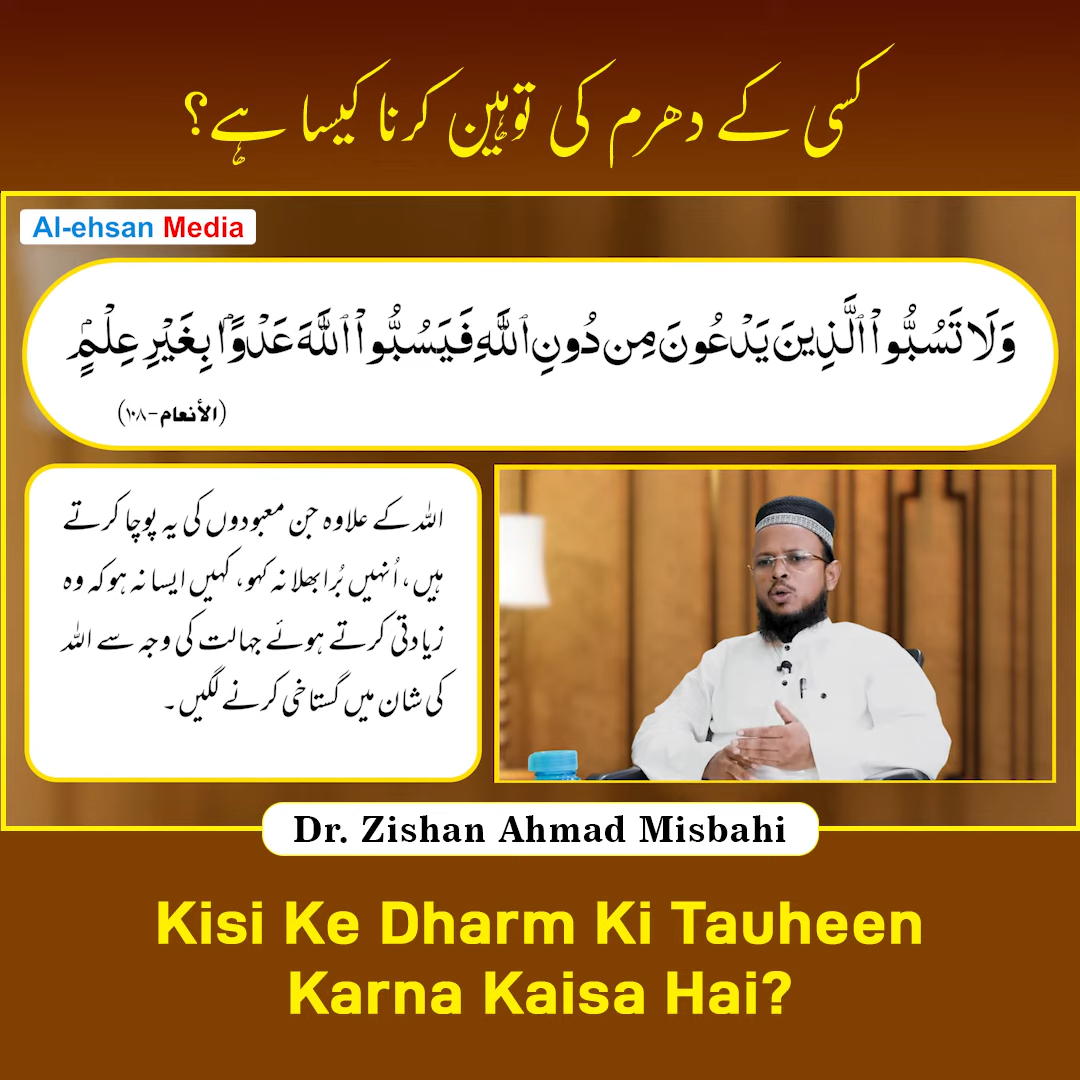 کسی کے دھرم کی توہین کرنا کیسا ہے؟
Al-ehsan Media
وَلَا تَسُبُّوا۟ ٱلَّذِينَ يَدْعُونَ مِن دُونِ ٱللَّهِ فَيَسُبُّوا۟ ٱللَّهَ عَدْوًۢا بِغَيْرِ عِلْمٍۢ
(الأنعام-١٠٨)
اللہ کے علاوہ جن معبودوں کی یہ پوجا کرتے
ہیں، اُنہیں بُرا بھلا نہ کہو، کہیں ایسا نہ ہو کہ وہ
زیادتی کرتے ہوئے جہالت کی وجہ سے اللہ
کی شان میں گستاخی کرنے لگیں۔
Dr. Zishan Ahmad Misbahi
Kisi Ke Dharm Ki Tauheen
Karna Kaisa Hai?